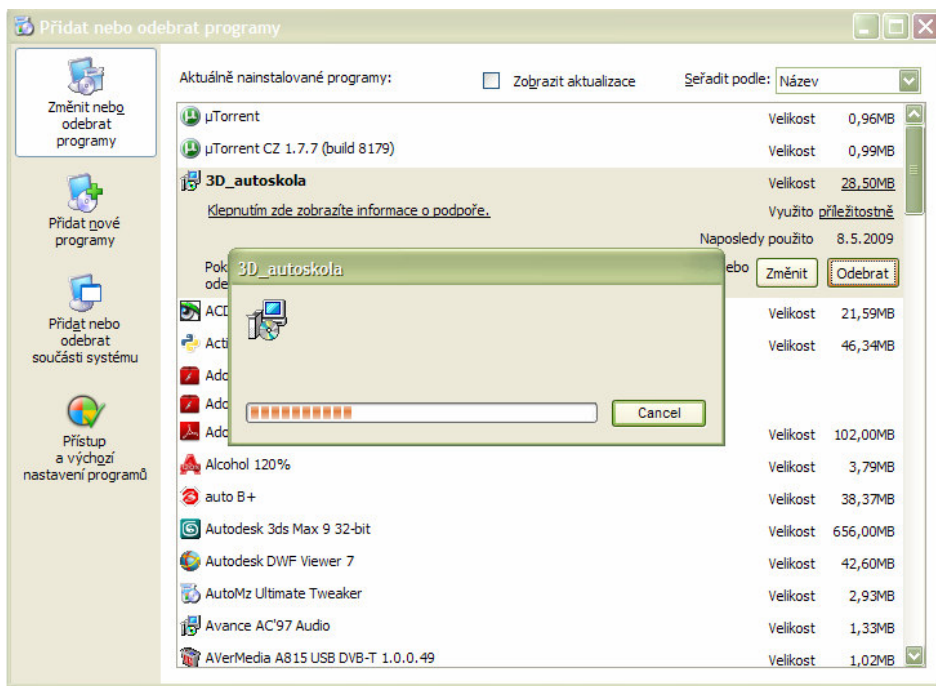 Přidat nebo odebrat programy
Změnit nebo
odebrat
programy
Přidat nové
programy
Přidat nebo
odebrat
součásti systému
Přístup
a výchozí
nastavení programů
Aktuálně nainstalované programy:
Zobrazit aktualizace
Seřadit podle: Název
µTorrent Velikost 0,96MB
µTorrent CZ 1.7.7 (build 8179) Velikost 0,99MB
3D_autoskola Velikost 28,50MB
Klepnutím zde zobrazíte informace o podpoře. Využito příležitostně
Naposledy použito 8.5.2009
Pok ebo Změnit Odebrat
ode
3D_autoskola
Cancel
ACD Velikost 21,59MB
Acti Velikost 46,34MB
Ado
Ado
Ado Velikost 102,00MB
Alcohol 120% Velikost 3,79MB
auto B+ Velikost 38,37MB
Autodesk 3ds Max 9 32-bit Velikost 656,00MB
Autodesk DWF Viewer 7 Velikost 42,60MB
AutoMz Ultimate Tweaker Velikost 2,93MB
Avance AC'97 Audio Velikost 1,33MB
AVerMedia A815 USB DVB-T 1.0.0.49 Velikost 1,02MB